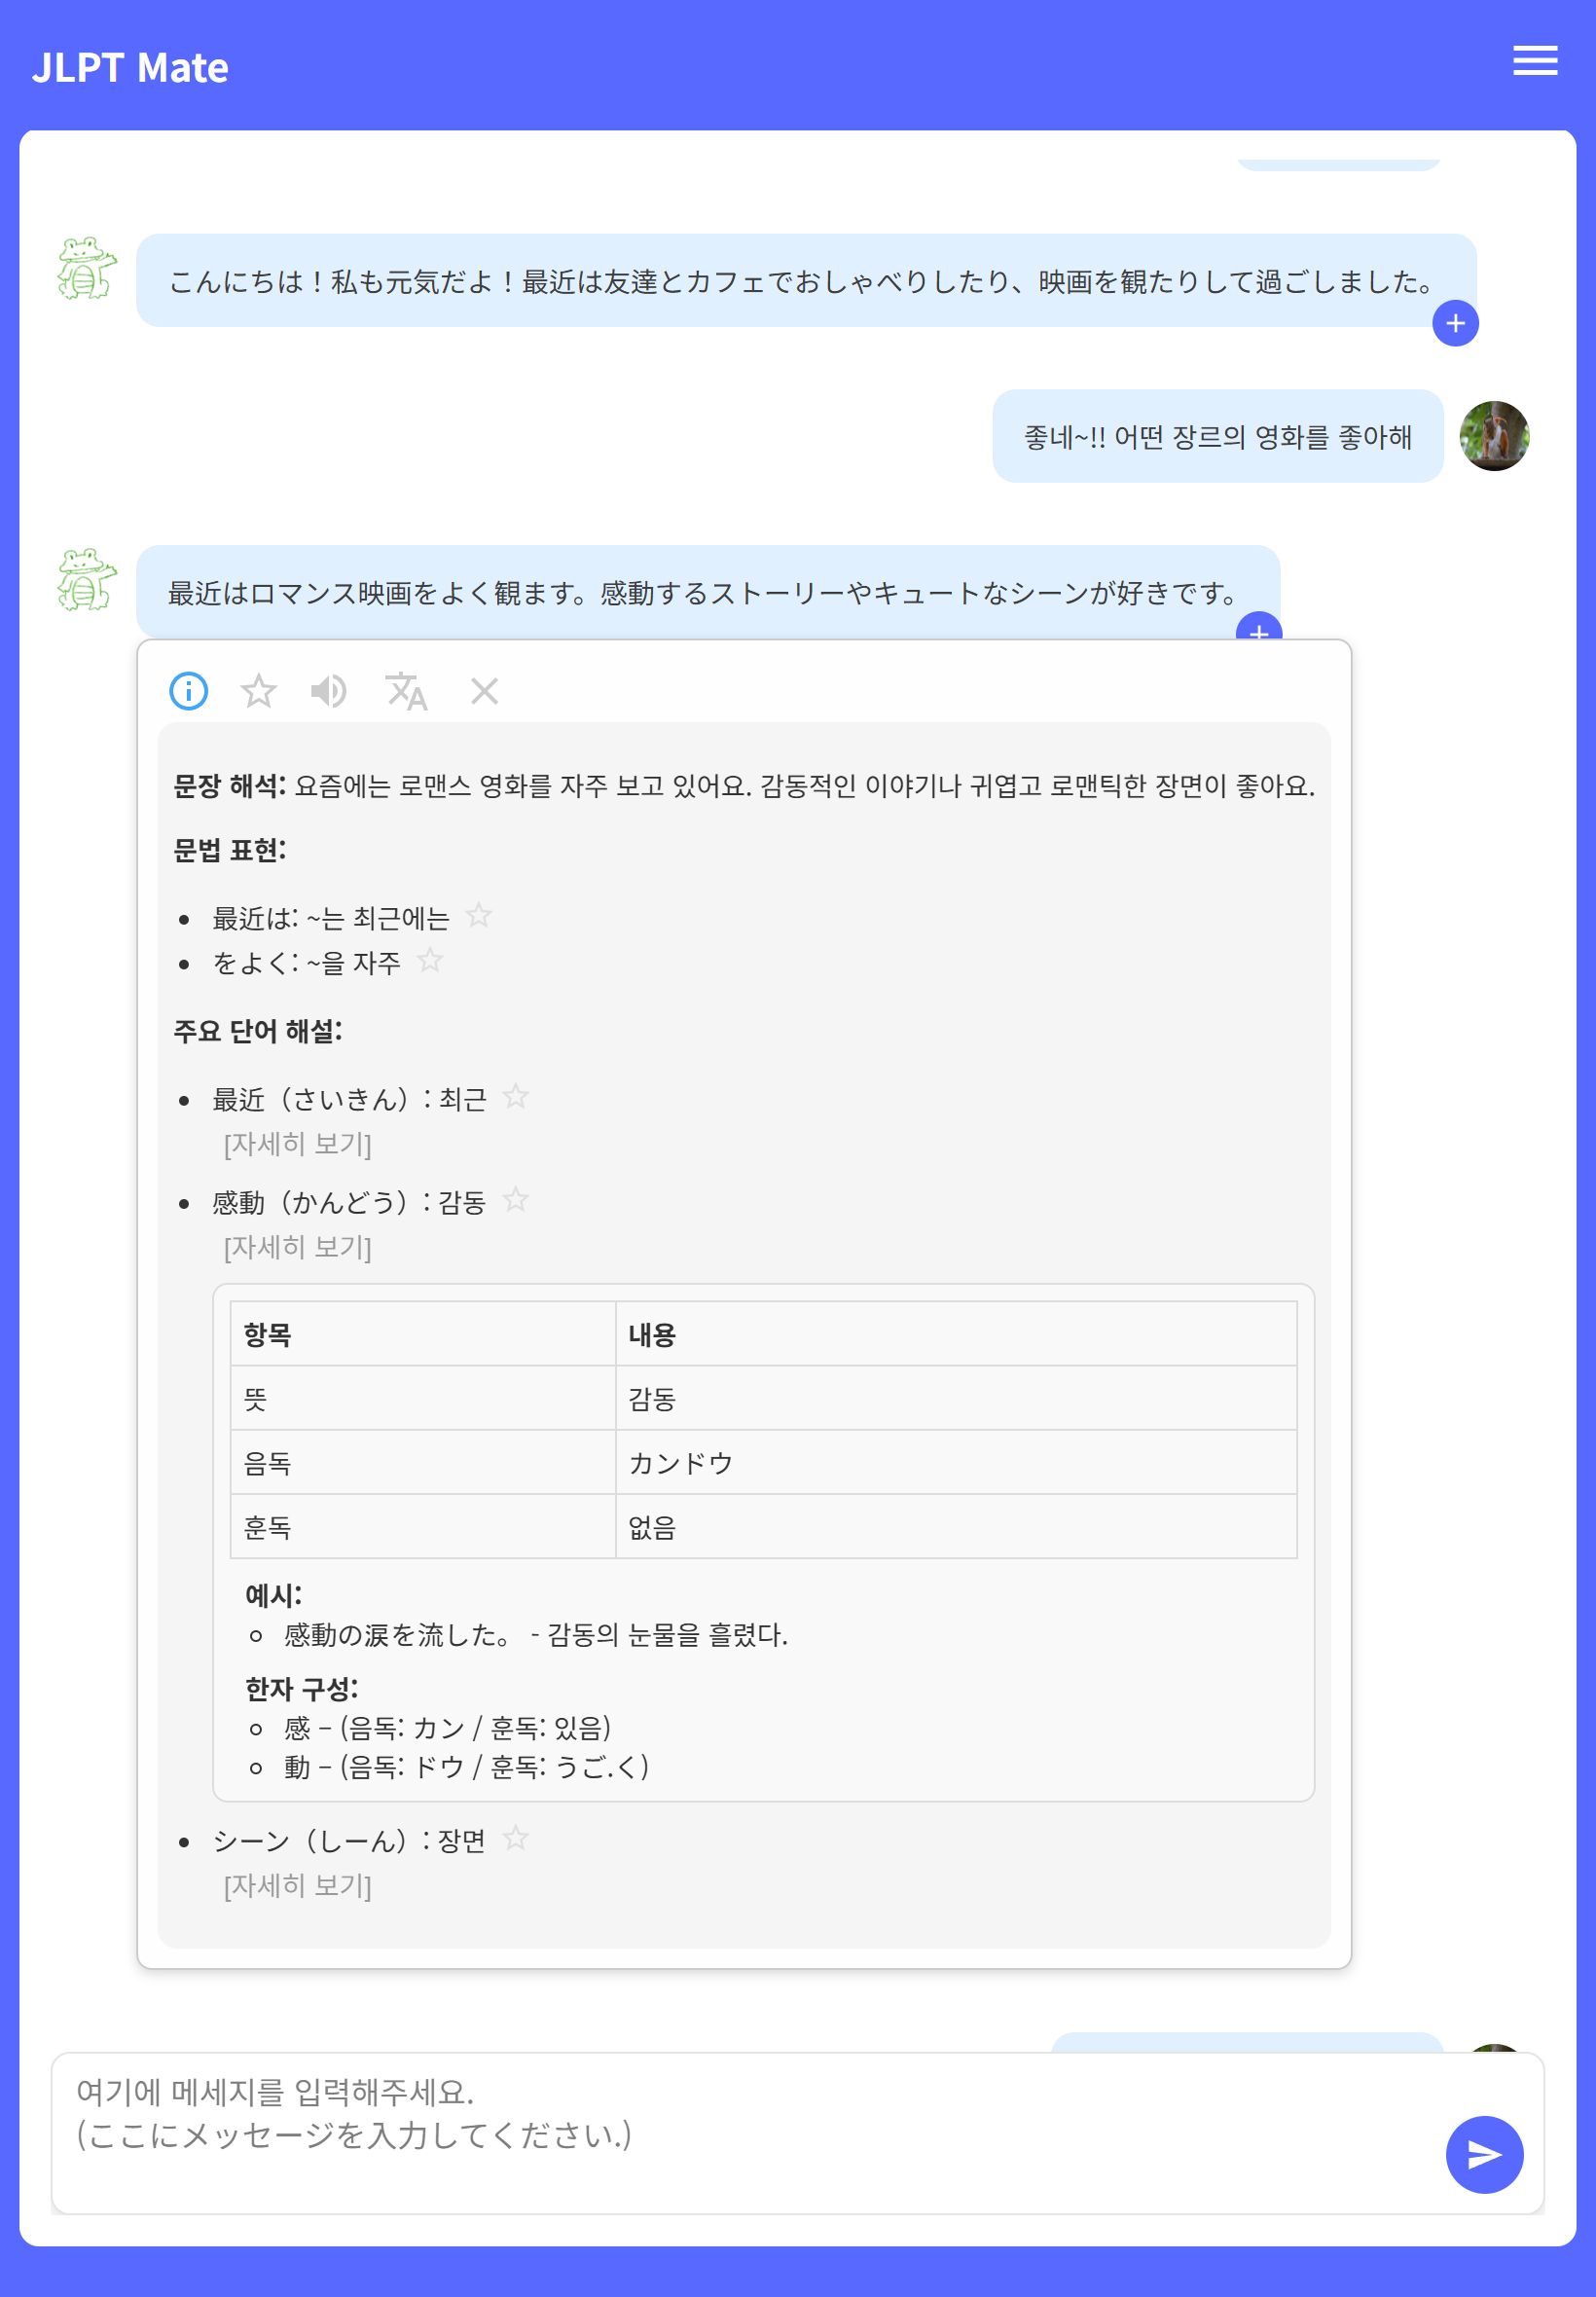 JLPT Mate
こんにちは！私も元気だよ！最近は友達とカフェでおしゃべりしたり、映画を観たりして過ごしました。
좋네~!! 어떤 장르의 영화를 좋아해
最近はロマンス映画をよく観ます。感動するストーリーやキュートなシーンが好きです。
문장 해석: 요즘에는 로맨스 영화를 자주 보고 있어요. 감동적인 이야기나 귀엽고 로맨틱한 장면이 좋아요.
문법 표현:
• 最近は: ~는 최근에는
• をよく: ~을 자주
주요 단어 해설:
• 最近（さいきん）: 최근
[자세히 보기]
• 感動（かんどう）: 감동
[자세히 보기]
항목 내용
뜻 감동
음독 カンドウ
훈독 없음
예시:
◦ 感動の涙を流した。 - 감동의 눈물을 흘렸다.
한자 구성:
◦ 感 – (음독: カン / 훈독: 있음)
◦ 動 – (음독: ドウ / 훈독: うご.く)
• シーン（しーん）: 장면
[자세히 보기]
여기에 메세지를 입력해주세요.
(ここにメッセージを入力してください.)